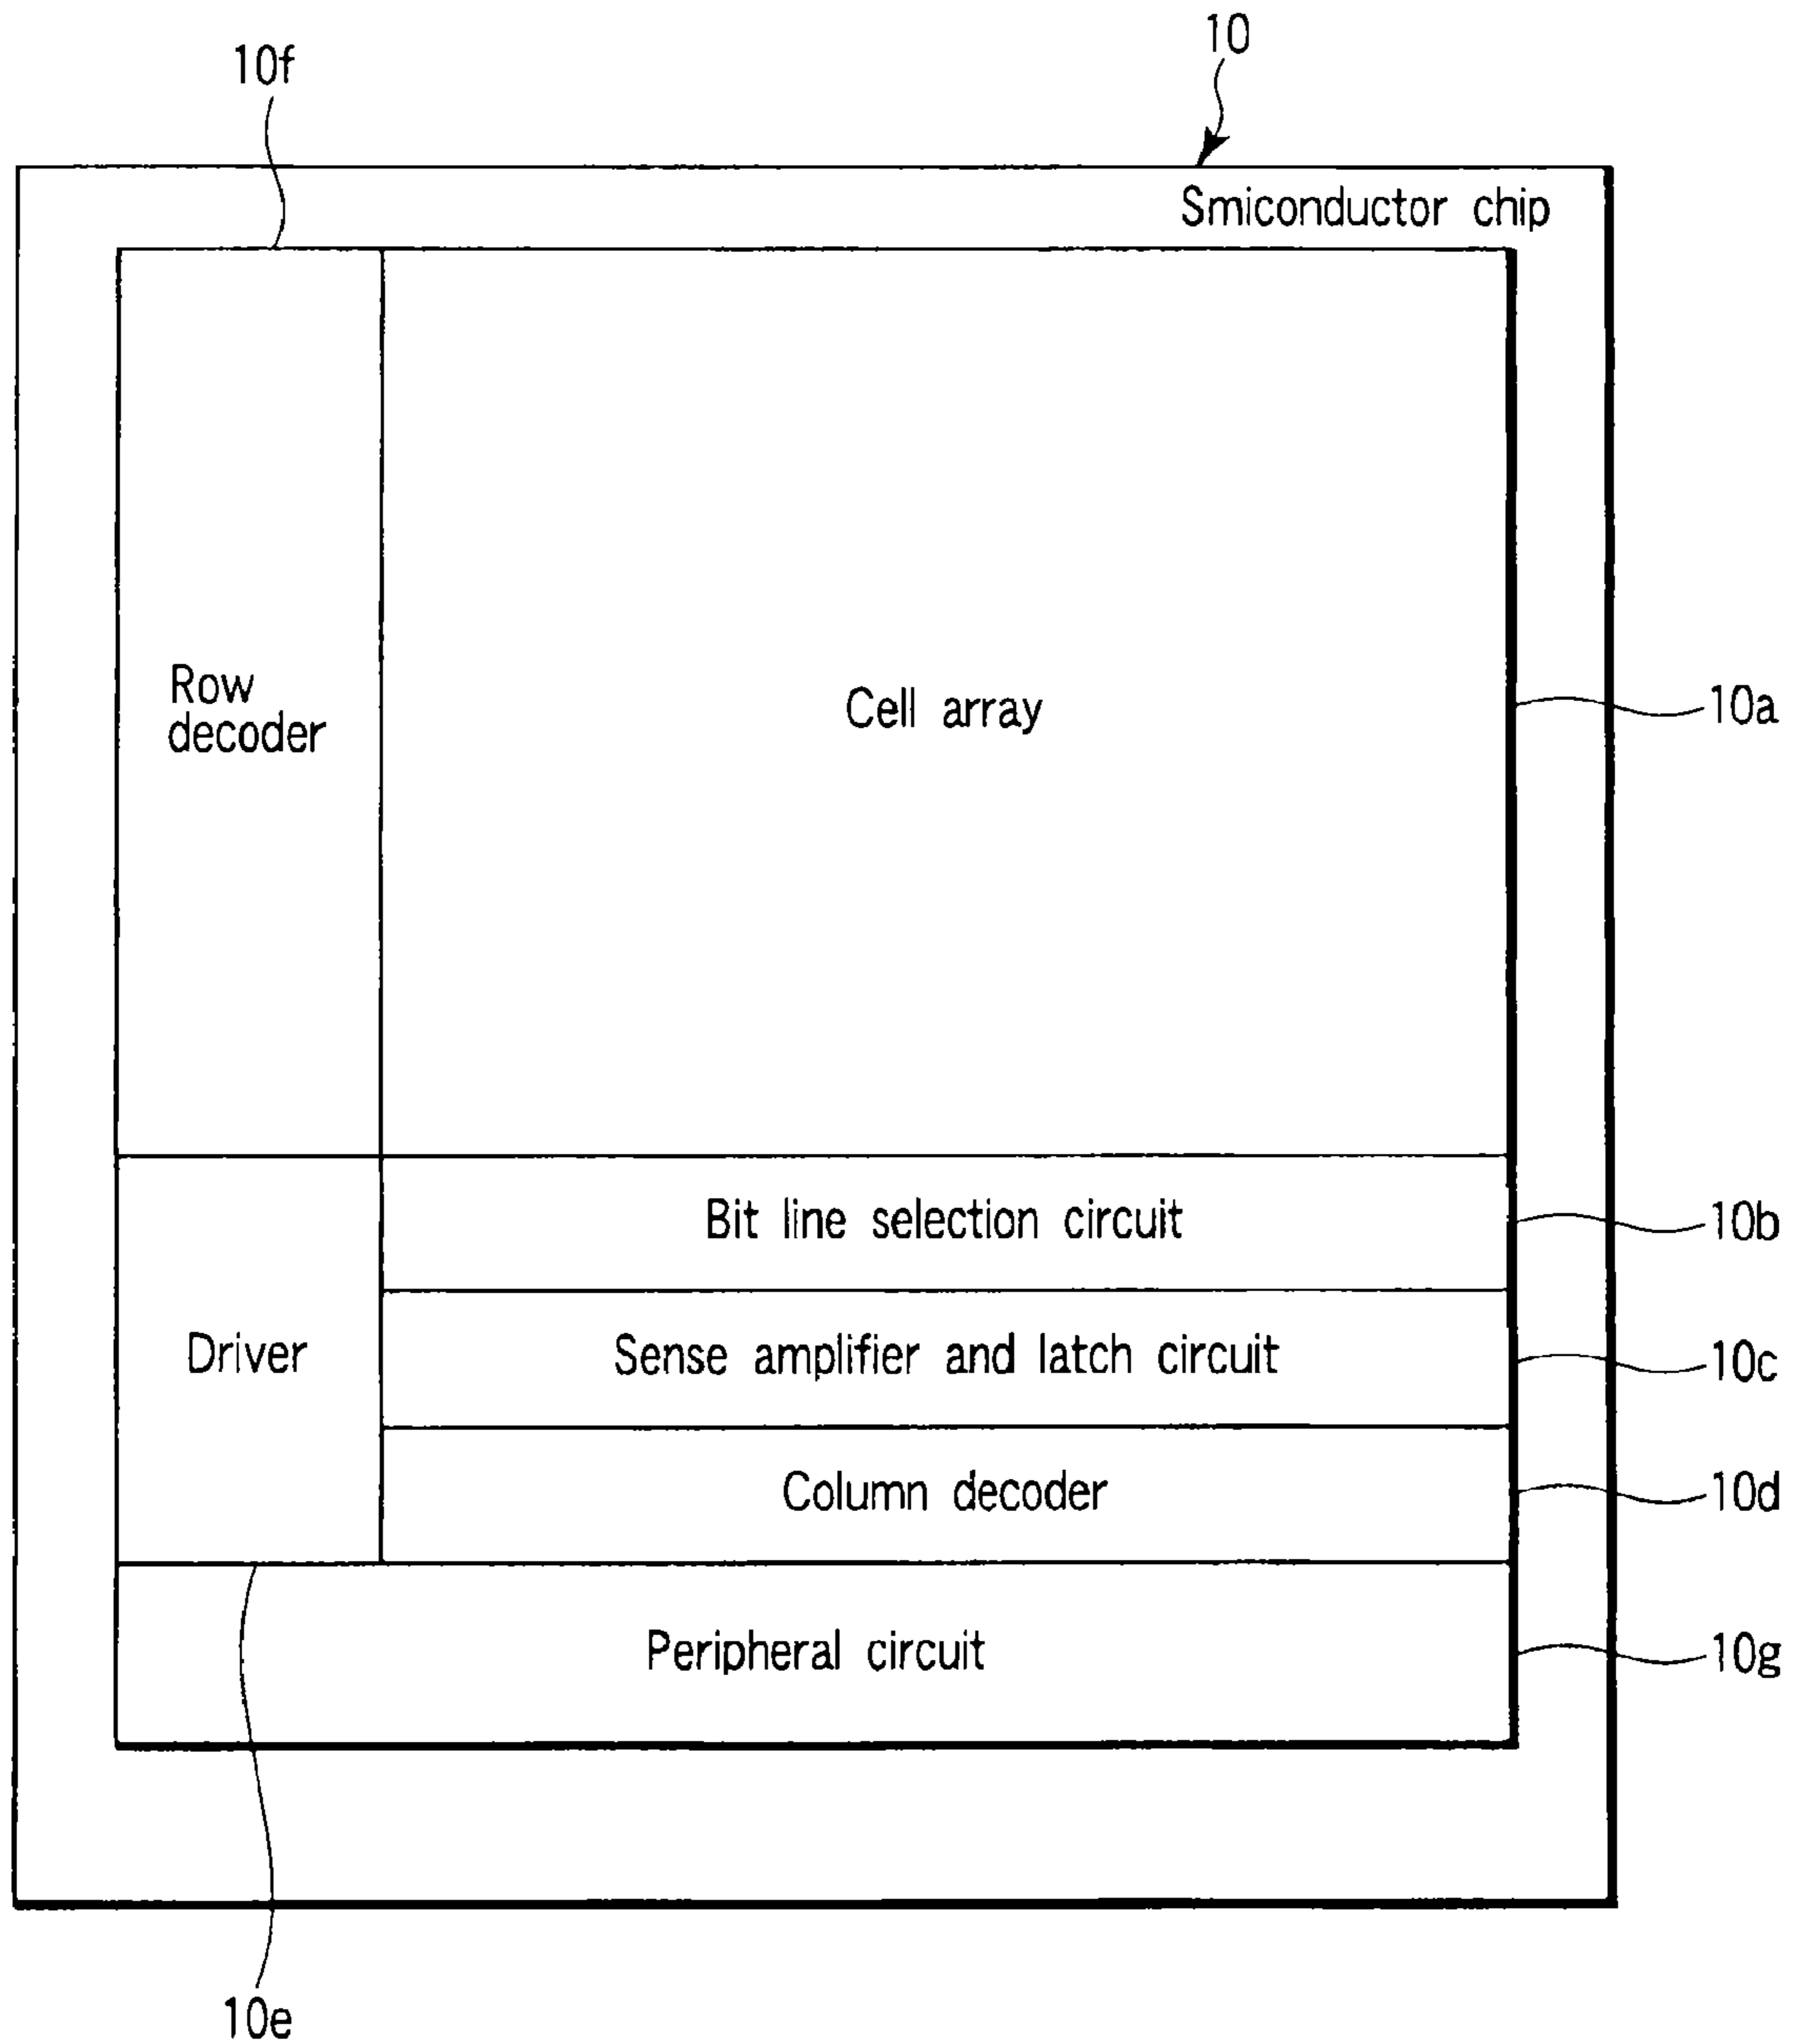 10
10f
Smiconductor chip
Row
decoder
Cell array
10a
Bit line selection circuit
10b
Driver
Sense amplifier and latch circuit
10c
Column decoder
10d
Peripheral circuit
10g
10e